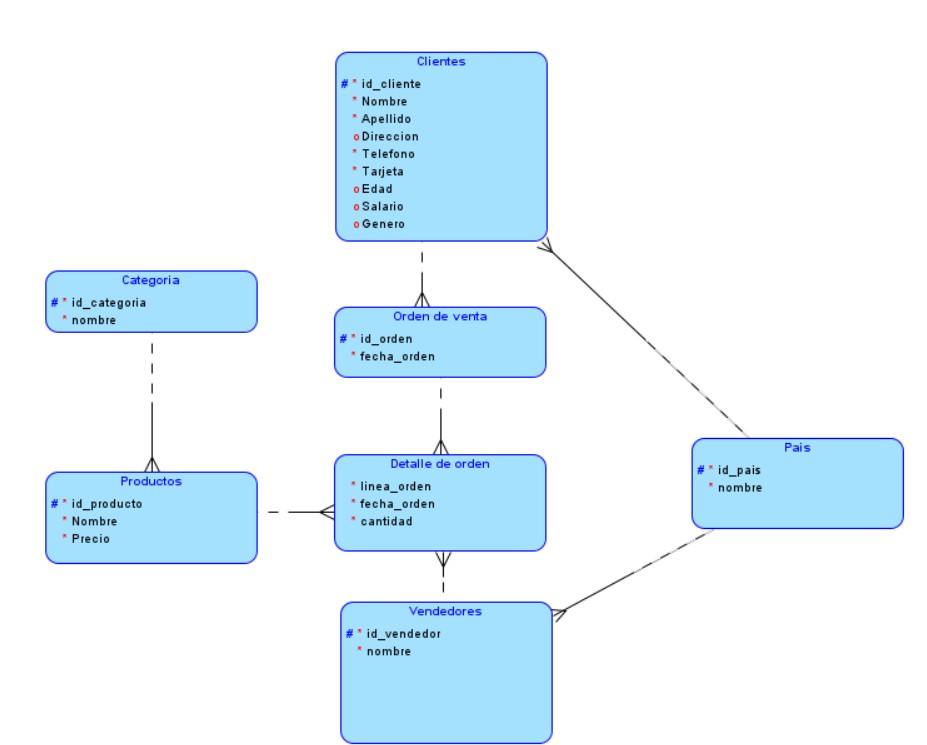 Clientes
# * id_cliente
* Nombre
* Apellido
o Direccion
* Telefono
* Tarjeta
o Edad
o Salario
o Genero
Categoria
# * id_categoria
* nombre
Orden de venta
# * id_orden
* fecha_orden
Pais
# * id_pais
* nombre
Productos
# * id_producto
* Nombre
* Precio
Detalle de orden
* linea_orden
* fecha_orden
* cantidad
Vendedores
# * id_vendedor
* nombre